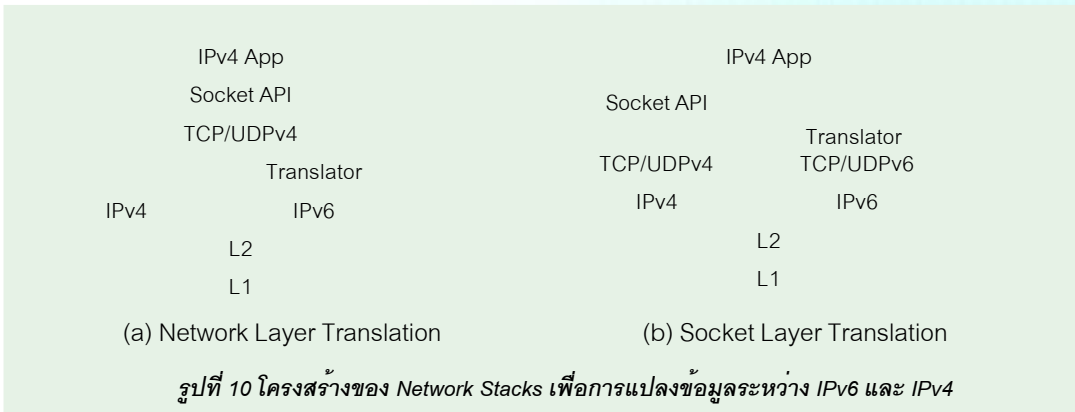 IPv4 App
Socket API
TCP/UDPv4
Translator
IPv4 IPv6
L2
L1
(a) Network Layer Translation
IPv4 App
Socket API
Translator
TCP/UDPv4 TCP/UDPv6
IPv4 IPv6
L2
L1
(b) Socket Layer Translation
รูปที่ 10 โครงสร้างของ Network Stacks เพื่อการแปลงข้อมูลระหว่าง IPv6 และ IPv4